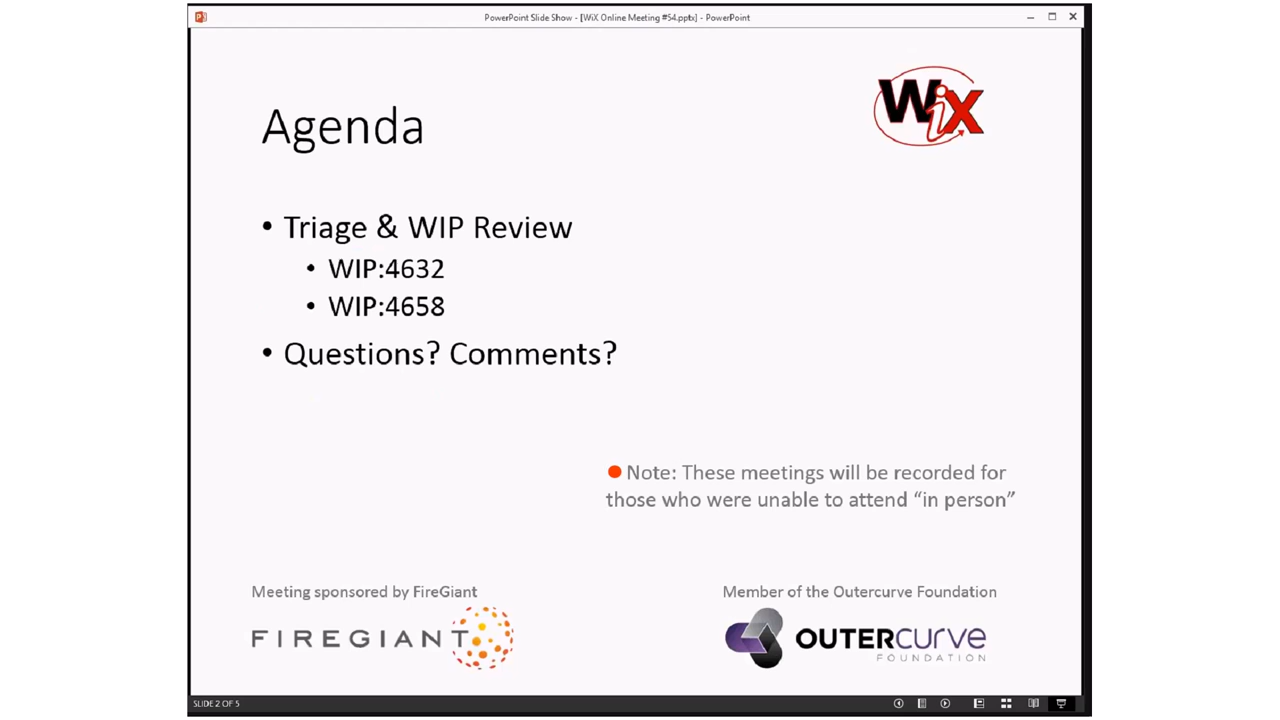 PowerPoint Slide Show - [WiX Online Meeting #54.pptx] - PowerPoint
WiX
Agenda
• Triage & WIP Review
• WIP:4632
• WIP:4658
• Questions? Comments?
Note: These meetings will be recorded for
those who were unable to attend “in person”
Meeting sponsored by FireGiant
FIREGIANT
Member of the Outercurve Foundation
OUTERCURVE
FOUNDATION
SLIDE 2 OF 5